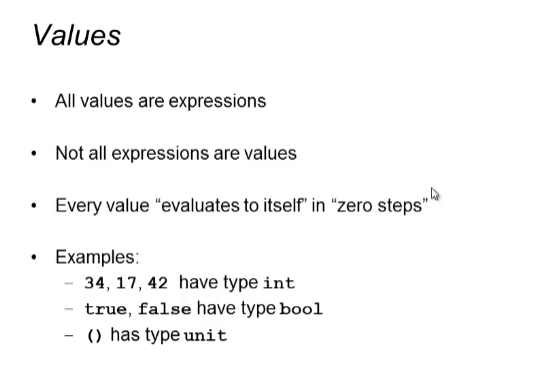 Values
• All values are expressions
• Not all expressions are values
• Every value “evaluates to itself” in “zero steps”
• Examples:
– 34, 17, 42 have type int
– true, false have type bool
– () has type unit